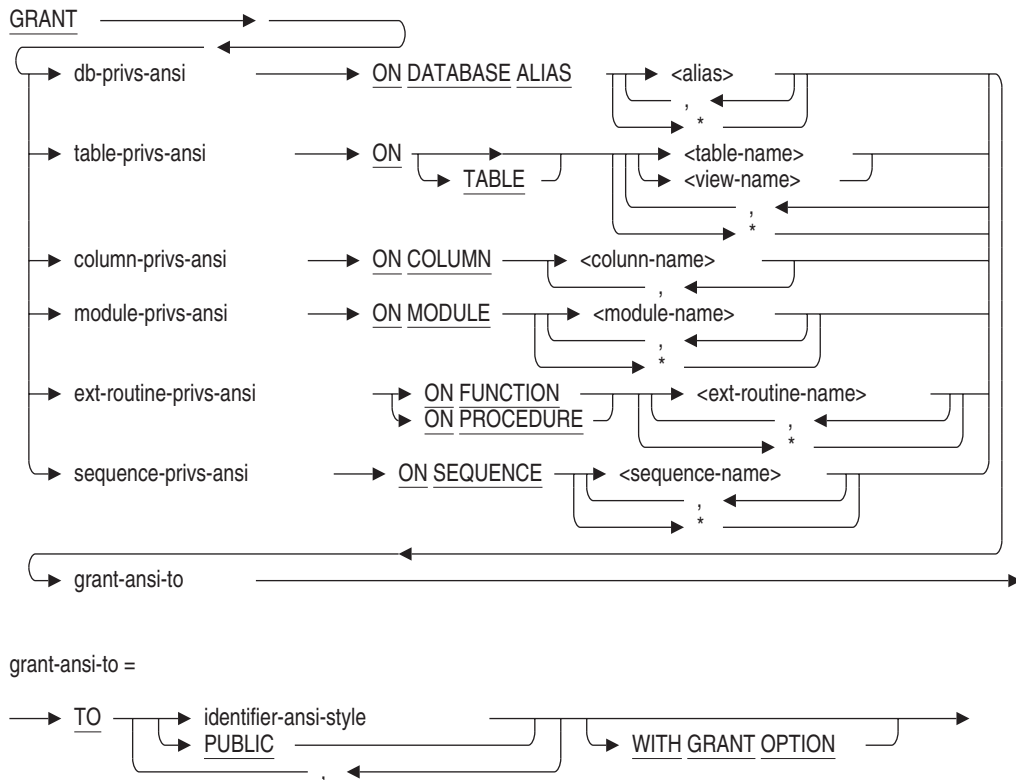 GRANT
db-privs-ansi ON DATABASE ALIAS <alias>
,
*
table-privs-ansi ON <table-name>
TABLE <view-name>
,
*
column-privs-ansi ON COLUMN <column-name>
,
module-privs-ansi ON MODULE <module-name>
,
*
ext-routine-privs-ansi ON FUNCTION <ext-routine-name>
ON PROCEDURE ,
*
sequence-privs-ansi ON SEQUENCE <sequence-name>
,
*
grant-ansi-to
grant-ansi-to =
TO identifier-ansi-style
PUBLIC WITH GRANT OPTION
,